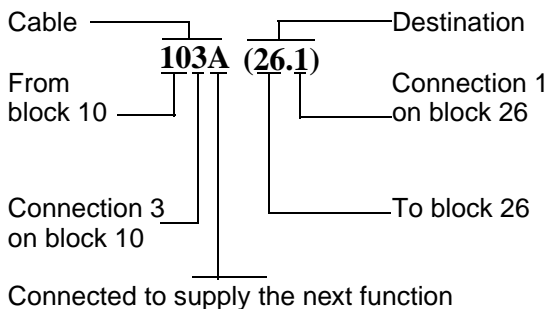 Cable
Destination
103A (26.1)
From
block 10
Connection 1
on block 26
Connection 3
on block 10
To block 26
Connected to supply the next function